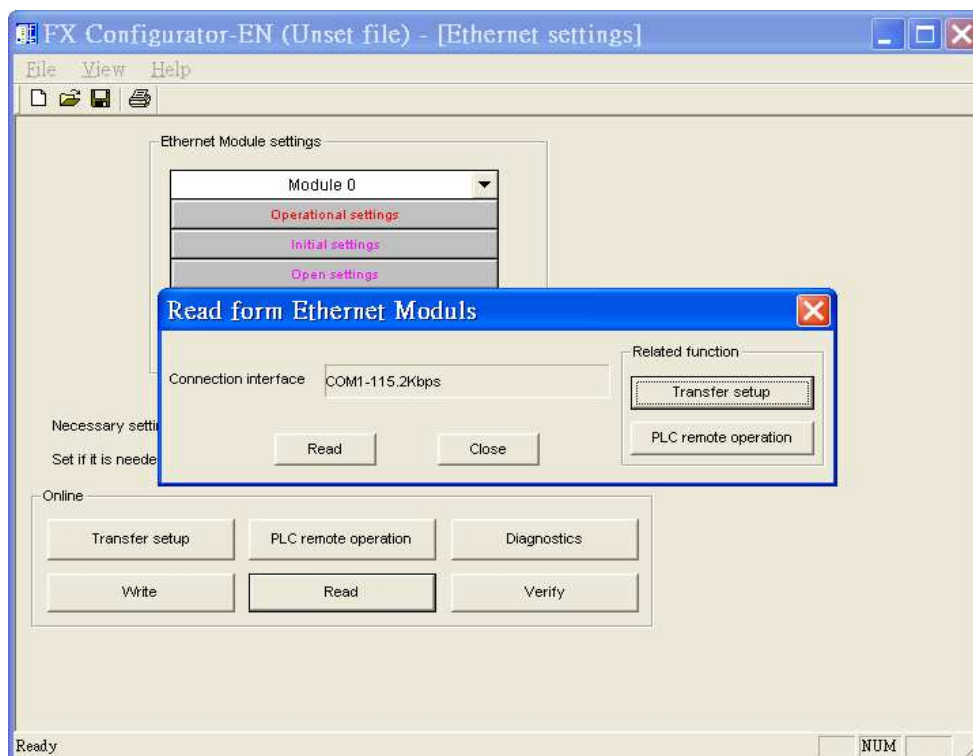 FX Configurator-EN (Unset file) - [Ethernet settings]
File View Help
Ethernet Module settings
Module 0
Operational settings
Initial settings
Open settings
Read form Ethernet Moduls
Related function
Connection interface COM1-115.2Kbps
Transfer setup
Read Close PLC remote operation
Necessary setti
Set if it is neede
Online
Transfer setup PLC remote operation Diagnostics
Write Read Verify
Ready NUM